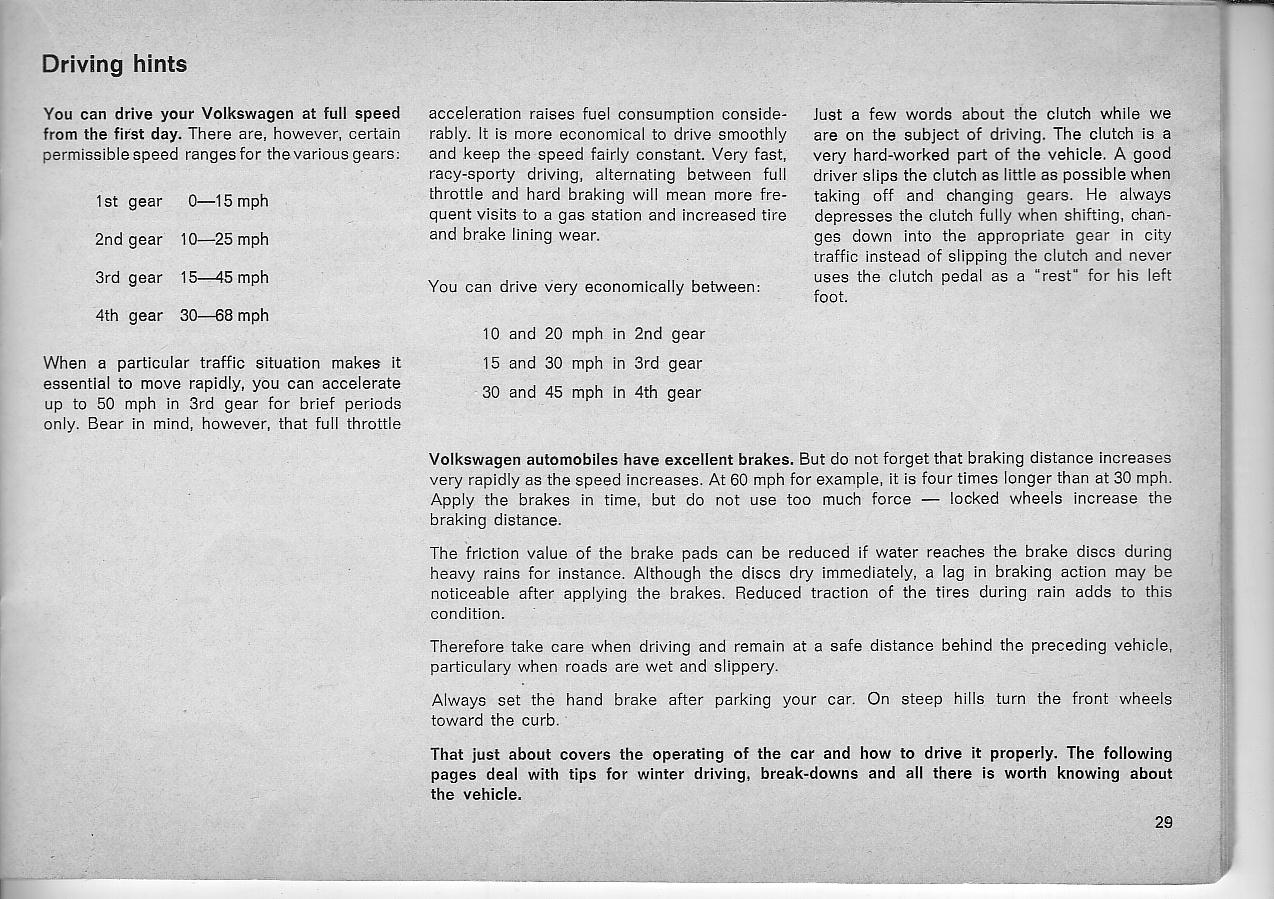 Driving hints
You can drive your Volkswagen at full speed
from the first day. There are, however, certain
permissible speed ranges for the various gears:
1st gear 0—15 mph
2nd gear 10—25 mph
3rd gear 15—45 mph
4th gear 30—68 mph
When a particular traffic situation makes it
essential to move rapidly, you can accelerate
up to 50 mph in 3rd gear for brief periods
only. Bear in mind, however, that full throttle
acceleration raises fuel consumption conside-
rably. It is more economical to drive smoothly
and keep the speed fairly constant. Very fast,
racy-sporty driving, alternating between full
throttle and hard braking will mean more fre-
quent visits to a gas station and increased tire
and brake lining wear.
You can drive very economically between:
10 and 20 mph in 2nd gear
15 and 30 mph in 3rd gear
30 and 45 mph in 4th gear
Just a few words about the clutch while we
are on the subject of driving. The clutch is a
very hard-worked part of the vehicle. A good
driver slips the clutch as little as possible when
taking off and changing gears. He always
depresses the clutch fully when shifting, chan-
ges down into the appropriate gear in city
traffic instead of slipping the clutch and never
uses the clutch pedal as a "rest" for his left
foot.
Volkswagen automobiles have excellent brakes. But do not forget that braking distance increases
very rapidly as the speed increases. At 60 mph for example, it is four times longer than at 30 mph.
Apply the brakes in time, but do not use too much force — locked wheels increase the
braking distance.
The friction value of the brake pads can be reduced if water reaches the brake discs during
heavy rains for instance. Although the discs dry immediately, a lag in braking action may be
noticeable after applying the brakes. Reduced traction of the tires during rain adds to this
condition.
Therefore take care when driving and remain at a safe distance behind the preceding vehicle,
particulary when roads are wet and slippery.
Always set the hand brake after parking your car. On steep hills turn the front wheels
toward the curb.
That just about covers the operating of the car and how to drive it properly. The following
pages deal with tips for winter driving, break-downs and all there is worth knowing about
the vehicle.
29